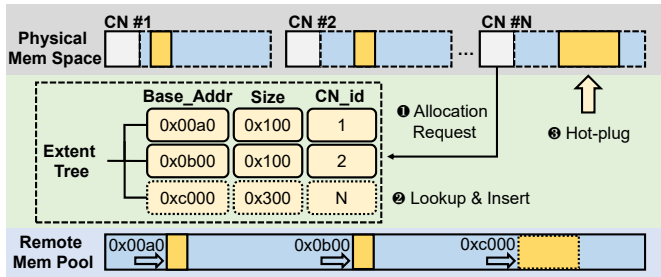 CN #1 CN #2 CN #N
Physical
Mem Space
...
Base_Addr Size CN_id
0x00a0 0x100 1
0x0b00 0x100 2
0xc000 0x300 N
Extent
Tree
❶ Allocation
Request
❸ Hot-plug
❷ Lookup & Insert
Remote
Mem Pool
0x00a0 0x0b00 0xc000